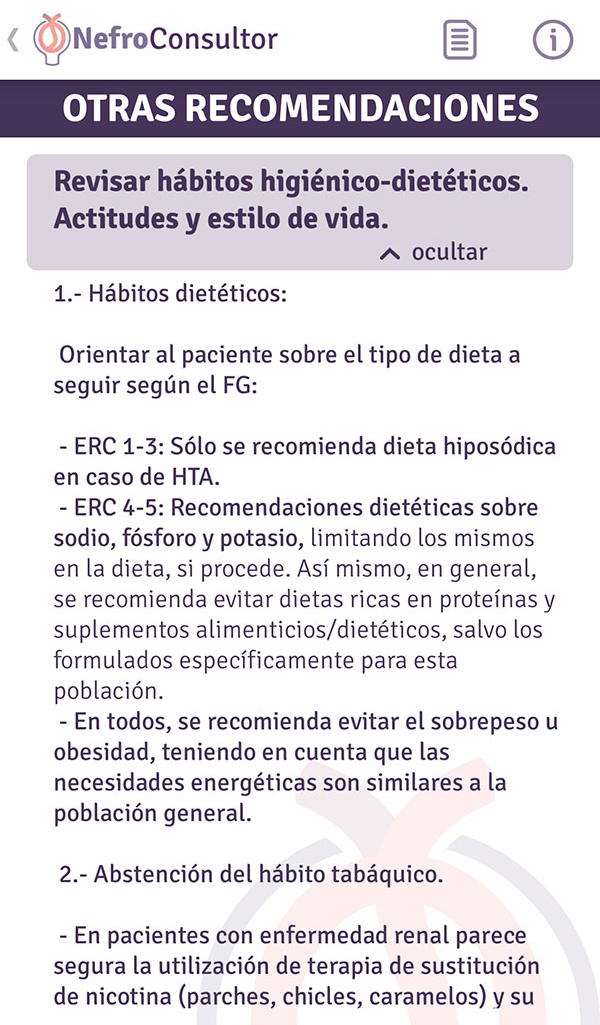 NefroConsultor
OTRAS RECOMENDACIONES
Revisar hábitos higiénico-dietéticos.
Actitudes y estilo de vida.
ocultar
1.- Hábitos dietéticos:
Orientar al paciente sobre el tipo de dieta a
seguir según el FG:
- ERC 1-3: Sólo se recomienda dieta hiposódica
en caso de HTA.
- ERC 4-5: Recomendaciones dietéticas sobre
sodio, fósforo y potasio, limitando los mismos
en la dieta, si procede. Así mismo, en general,
se recomienda evitar dietas ricas en proteínas y
suplementos alimenticios/dietéticos, salvo los
formulados específicamente para esta
población.
- En todos, se recomienda evitar el sobrepeso u
obesidad, teniendo en cuenta que las
necesidades energéticas son similares a la
población general.
2.- Abstención del hábito tabáquico.
- En pacientes con enfermedad renal parece
segura la utilización de terapia de sustitución
de nicotina (parches, chicles, caramelos) y su